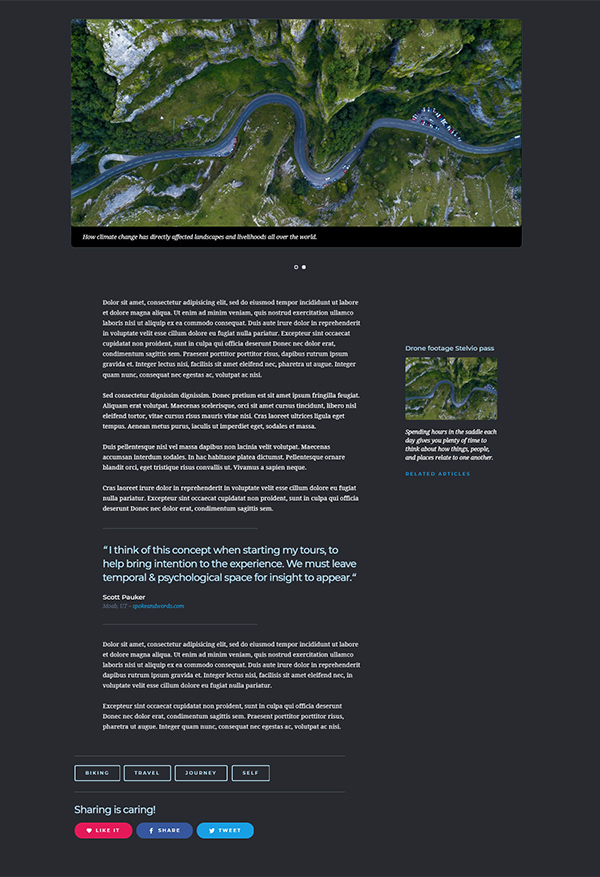 How climate change has directly affected landscapes and livelihoods all over the world.
Dolor sit amet, consectetur adipisicing elit, sed do eiusmod tempor incididunt ut labore
et dolore magna aliqua. Ut enim ad minim veniam, quis nostrud exercitation ullamco
laboris nisi ut aliquip ex ea commodo consequat. Duis aute irure dolor in reprehenderit
in voluptate velit esse cillum dolore eu fugiat nulla pariatur. Excepteur sint occaecat
cupidatat non proident, sunt in culpa qui officia deserunt Donec nec dolor erat,
condimentum sagittis sem. Praesent porttitor porttitor risus, dapibus rutrum ipsum
gravida et. Integer lectus nisi, facilisis sit amet eleifend nec, pharetra ut augue. Integer
quam nunc, consequat nec egestas ac, volutpat ac nisi.
Sed consectetur dignissim dignissim. Donec pretium est sit amet ipsum fringilla feugiat.
Aliquam erat volutpat. Maecenas scelerisque, orci sit amet cursus tincidunt, libero nisl
eleifend tortor, vitae cursus risus mauris vitae nisi. Cras laoreet ultrices ligula eget
tempus. Aenean metus purus, iaculis ut imperdiet eget, sodales et massa.
Duis pellentesque nisl vel massa dapibus non lacinia velit volutpat. Maecenas
accumsan interdum sodales. In hac habitasse platea dictumst. Pellentesque ornare
blandit orci, eget tristique risus convallis ut. Vivamus a sapien neque.
Cras laoreet irure dolor in reprehenderit in voluptate velit esse cillum dolore eu fugiat
nulla pariatur. Excepteur sint occaecat cupidatat non proident, sunt in culpa qui officia
deserunt Donec nec dolor erat, condimentum sagittis sem.
“ I think of this concept when starting my tours, to
help bring intention to the experience. We must leave
temporal & psychological space for insight to appear.“
Scott Pauker
Moab, UT – spokeandwords.com
Dolor sit amet, consectetur adipisicing elit, sed do eiusmod tempor incididunt ut labore
et dolore magna aliqua. Ut enim ad minim veniam, quis nostrud exercitation ullamco
laboris nisi ut aliquip ex ea commodo consequat. Duis aute irure dolor in reprehenderit
dapibus rutrum ipsum gravida et. Integer lectus nisi, facilisis sit amet eleifend nec, in
voluptate velit esse cillum dolore eu fugiat nulla pariatur.
Excepteur sint occaecat cupidatat non proident, sunt in culpa qui officia deserunt
Donec nec dolor erat, condimentum sagittis sem. Praesent porttitor porttitor risus,
pharetra ut augue. Integer quam nunc, consequat nec egestas ac, volutpat ac nisi.
Drone footage Stelvio pass
Spending hours in the saddle each
day gives you plenty of time to
think about how things, people,
and places relate to one another.
RELATED ARTICLES
BIKING
TRAVEL
JOURNEY
SELF
Sharing is caring!
LIKE IT
SHARE
TWEET